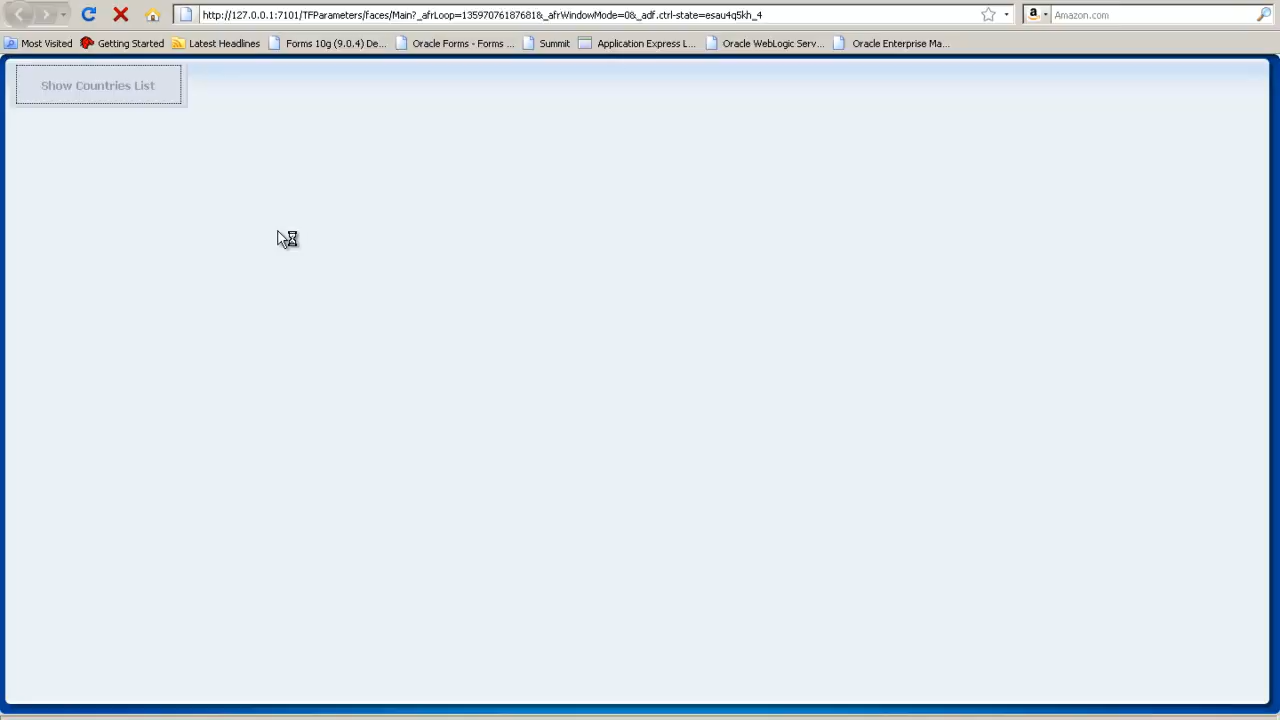 http://127.0.0.1:7101/TFParameters/faces/Main?_afrLoop=1359707618768​1&_afrWindowMode=0&_adf.ctrl-state=esau4q5kh_4
Amazon.com
Most Visited Getting Started Latest Headlines Forms 10g (9.0.4) De... Oracle Forms - Forms ... Summit Application Express L... Oracle WebLogic Serv... Oracle Enterprise Ma...
Show Countries List